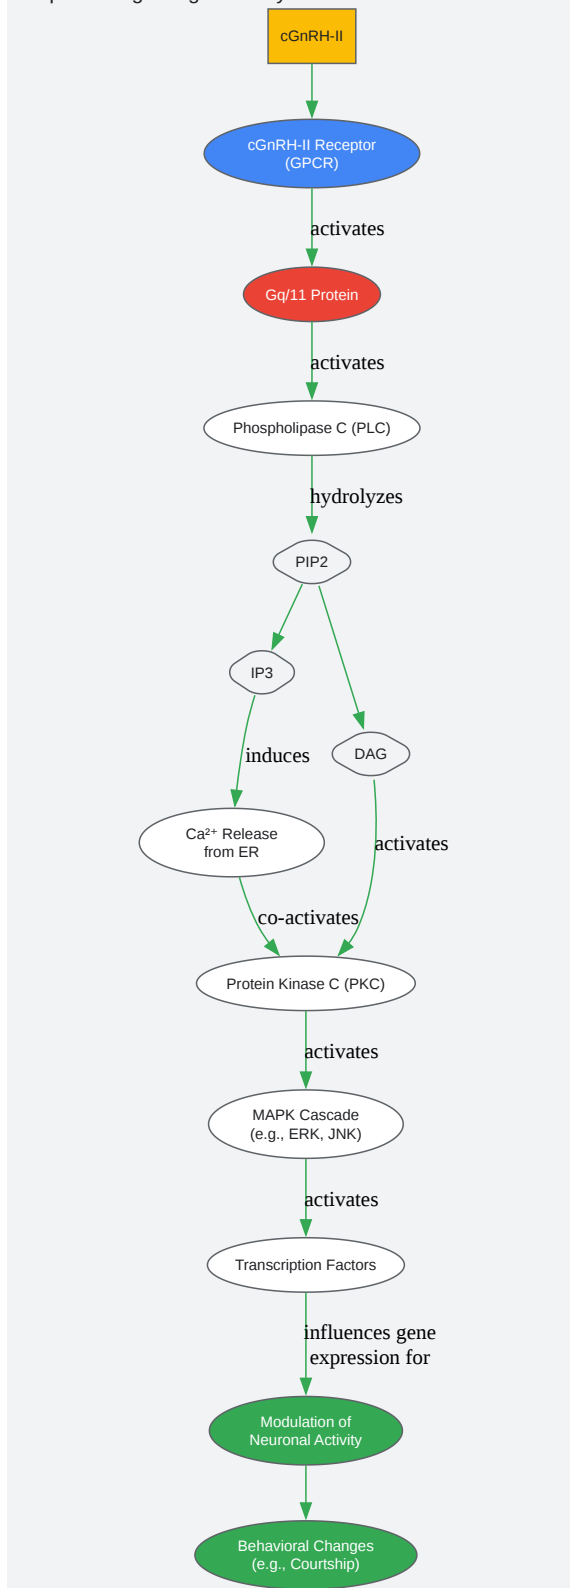 cGnRH-II
cGnRH-II Receptor
(GPCR)
activates
Gq/11 Protein
activates
Phospholipase C (PLC)
hydrolyzes
PIP2
IP3
DAG
induces
Ca²⁺ Release
from ER
activates
co-activates
Protein Kinase C (PKC)
activates
MAPK Cascade
(e.g., ERK, JNK)
activates
Transcription Factors
influences gene
expression for
Modulation of
Neuronal Activity
Behavioral Changes
(e.g., Courtship)